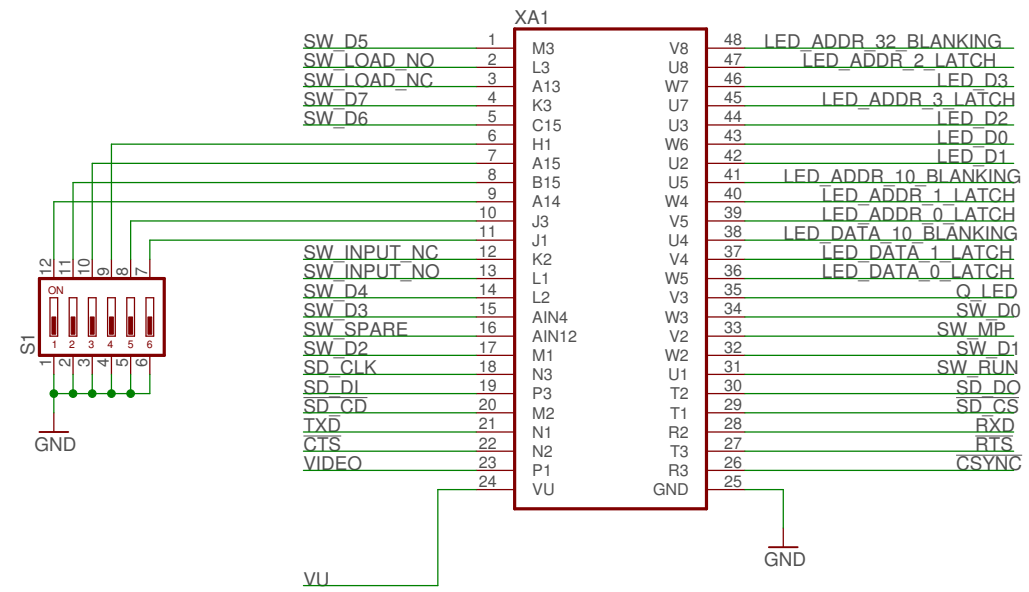 XA1
SW_D5 1 M3 V8 48 LED_ADDR_32_BLANKING
SW_LOAD_NO 2 L3 U8 47 LED_ADDR_2_LATCH
SW_LOAD_NC 3 A13 W7 46 LED_D3
SW_D7 4 K3 U7 45 LED_ADDR_3_LATCH
SW_D6 5 C15 U3 44 LED_D2
6 H1 W6 43 LED_D0
7 A15 U2 42 LED_D1
8 B15 U5 41 LED_ADDR_10_BLANKING
9 A14 W4 40 LED_ADDR_1_LATCH
10 J3 V5 39 LED_ADDR_0_LATCH
11 J1 U4 38 LED_DATA_10_BLANKING
SW_INPUT_NC 12 K2 V4 37 LED_DATA_1_LATCH
SW_INPUT_NO 13 L1 W5 36 LED_DATA_0_LATCH
SW_D4 14 L2 V3 35 Q_LED
SW_D3 15 AIN4 W3 34 SW_D0
SW_SPARE 16 AIN12 V2 33 SW_MP
SW_D2 17 M1 W2 32 SW_D1
SD_CLK 18 N3 U1 31 SW_RUN
SD_DI 19 P3 T2 30 SD_DO
SD_CD 20 M2 T1 29 SD_CS
TXD 21 N1 R2 28 RXD
CTS 22 N2 T3 27 RTS
VIDEO 23 P1 R3 26 CSYNC
24 VU GND 25
12 11 10 9 8 7
ON
1 2 3 4 5 6
S1
1 2 3 4 5 6
GND
GND
VU